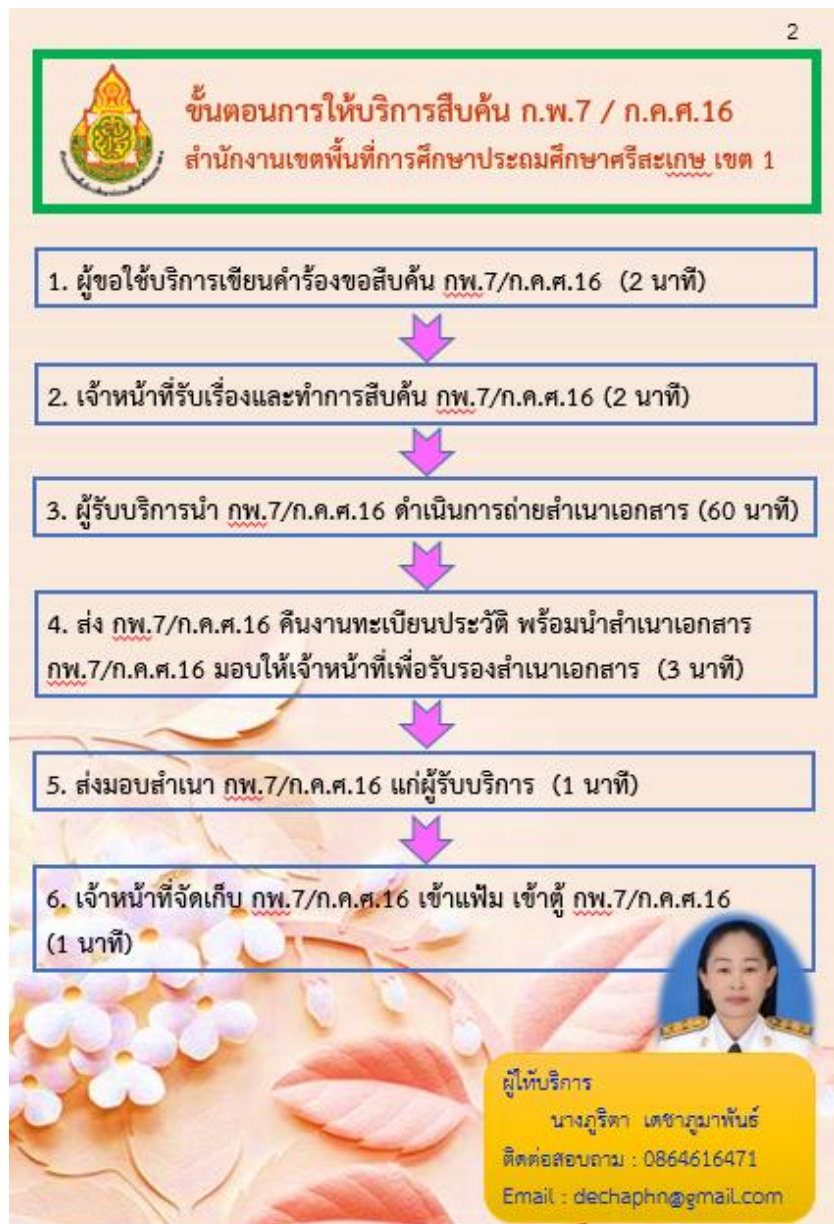 2
ขั้นตอนการให้บริการสืบค้น ก.พ.7 / ก.ค.ศ.16
สำนักงานเขตพื้นที่การศึกษาประถมศึกษาศรีสะเกษ เขต 1
1. ผู้ขอใช้บริการเขียนคำร้องขอสืบค้น กพ.7/ก.ค.ศ.16 (2 นาที)
2. เจ้าหน้าที่รับเรื่องและทำการสืบค้น กพ.7/ก.ค.ศ.16 (2 นาที)
3. ผู้รับบริการนำ กพ.7/ก.ค.ศ.16 ดำเนินการถ่ายสำเนาเอกสาร (60 นาที)
4. ส่ง กพ.7/ก.ค.ศ.16 คืนงานทะเบียนประวัติ พร้อมนำสำเนาเอกสาร
กพ.7/ก.ค.ศ.16 มอบให้เจ้าหน้าที่เพื่อรับรองสำเนาเอกสาร (3 นาที)
5. ส่งมอบสำเนา กพ.7/ก.ค.ศ.16 แก่ผู้รับบริการ (1 นาที)
6. เจ้าหน้าที่จัดเก็บ กพ.7/ก.ค.ศ.16 เข้าแฟ้ม เข้าตู้ กพ.7/ก.ค.ศ.16
(1 นาที)
ผู้ให้บริการ
นางภูริตา เดชาภูมาพันธ์
ติดต่อสอบถาม : 0864616471
Email : dechaphn@gmail.com